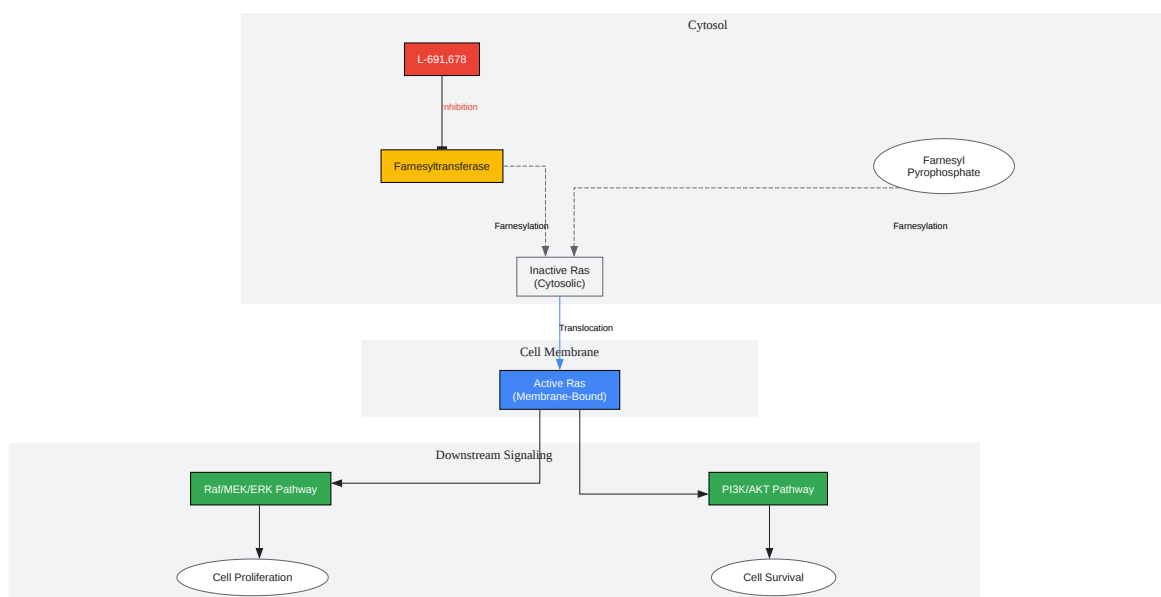 Cytosol
L-691,678
Inhibition
Farnesyltransferase
Farnesyl
Pyrophosphate
Farnesylation
Farnesylation
Inactive Ras
(Cytosolic)
Translocation
Cell Membrane
Active Ras
(Membrane-Bound)
Downstream Signaling
Raf/MEK/ERK Pathway
PI3K/AKT Pathway
Cell Proliferation
Cell Survival